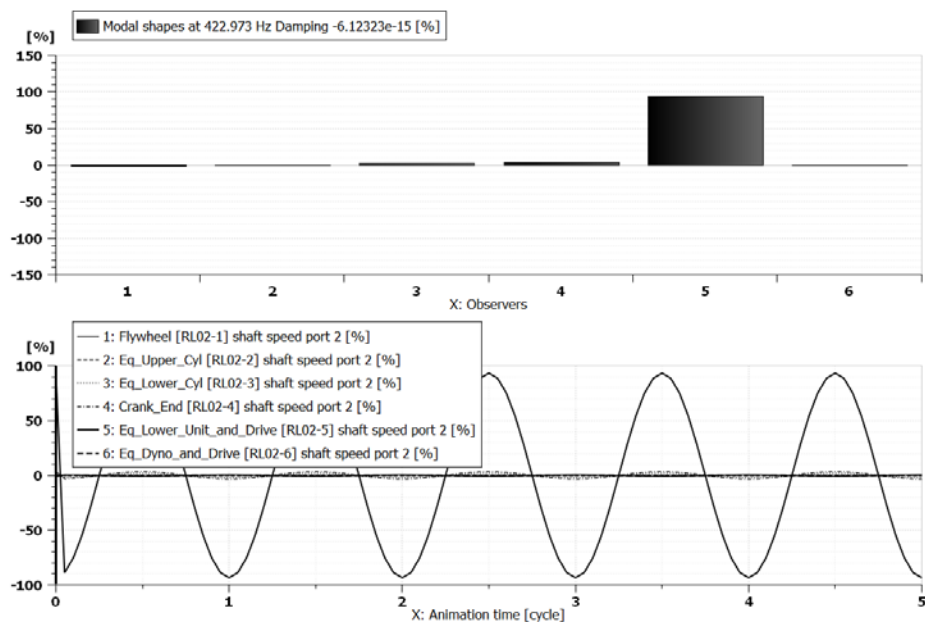 Modal shapes at 422.973 Hz Damping -6.12323e-15 [%]
[%]
150
100
50
0
-50
-100
-150
1 2 3 4 5 6
X: Observers
[%]
1: Flywheel [RL02-1] shaft speed port 2 [%]
2: Eq_Upper_Cyl [RL02-2] shaft speed port 2 [%]
3: Eq_Lower_Cyl [RL02-3] shaft speed port 2 [%]
4: Crank_End [RL02-4] shaft speed port 2 [%]
5: Eq_Lower_Unit_and_Drive [RL02-5] shaft speed port 2 [%]
6: Eq_Dyno_and_Drive [RL02-6] shaft speed port 2 [%]
100
50
0
-50
-100
0 1 2 3 4 5
X: Animation time [cycle]